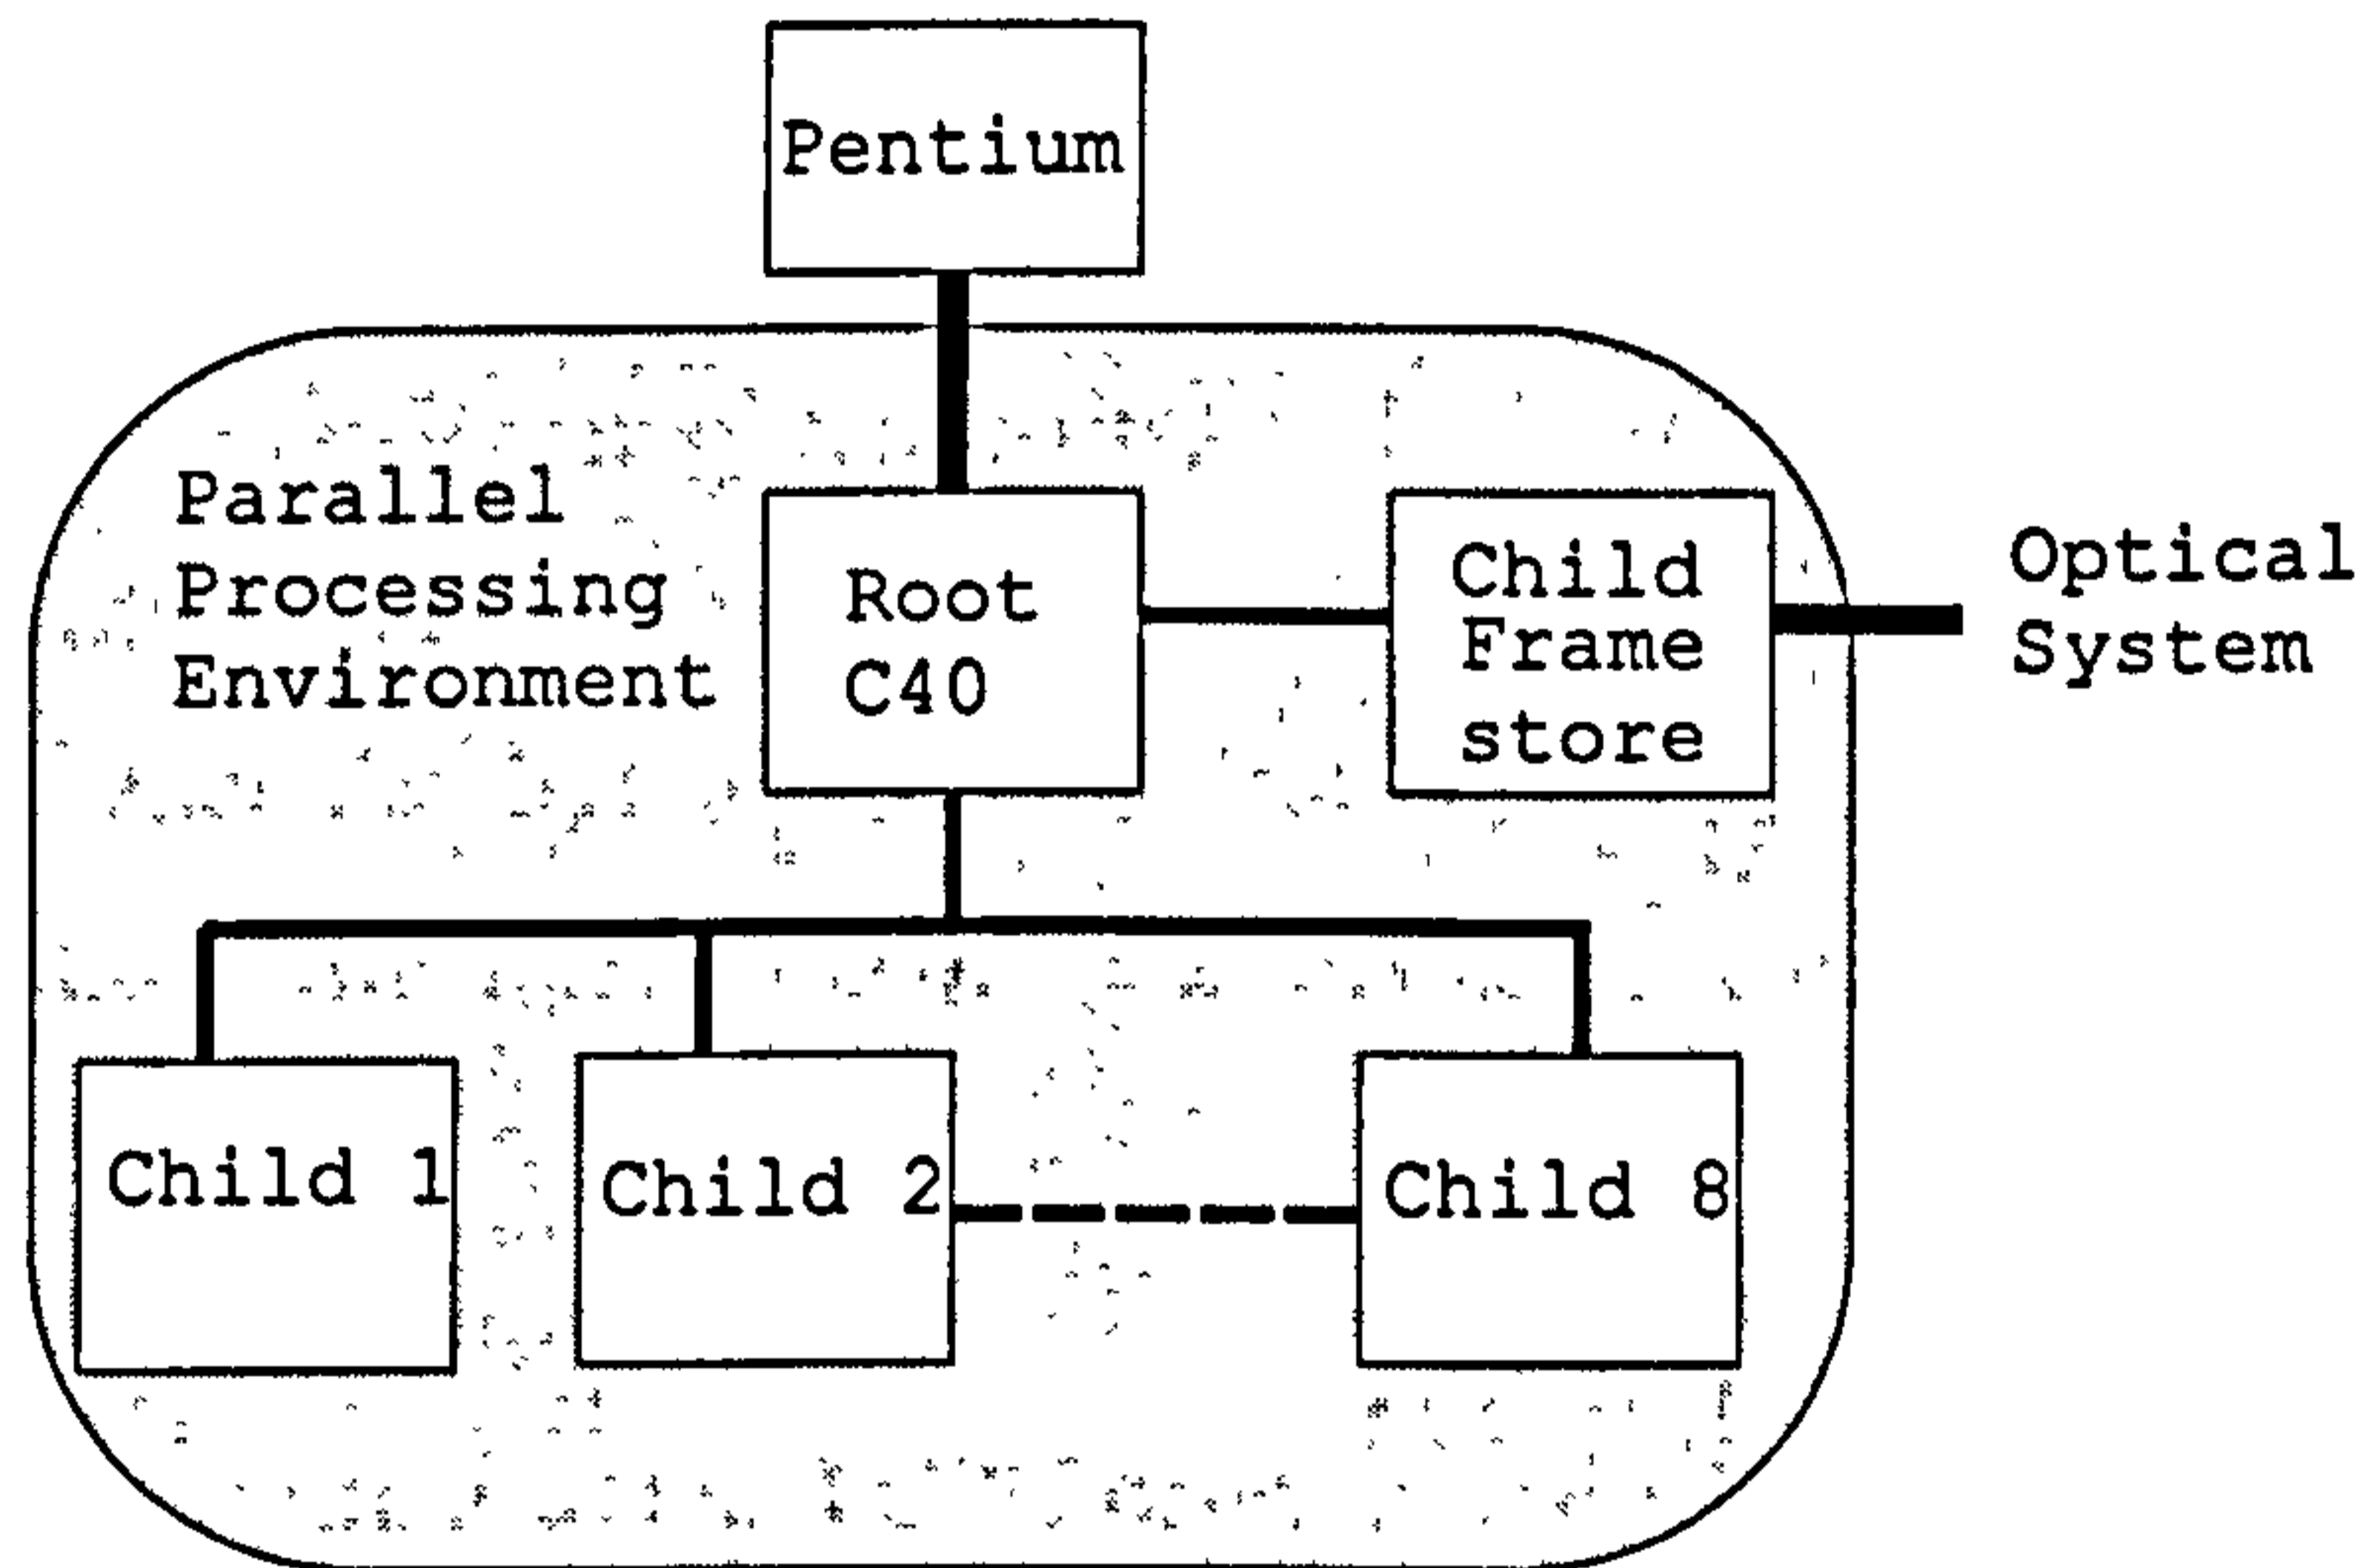 Pentium
Parallel
Processing
Environment
Root
C40
Child
Frame
store
Optical
System
Child 1
Child 2
Child 8